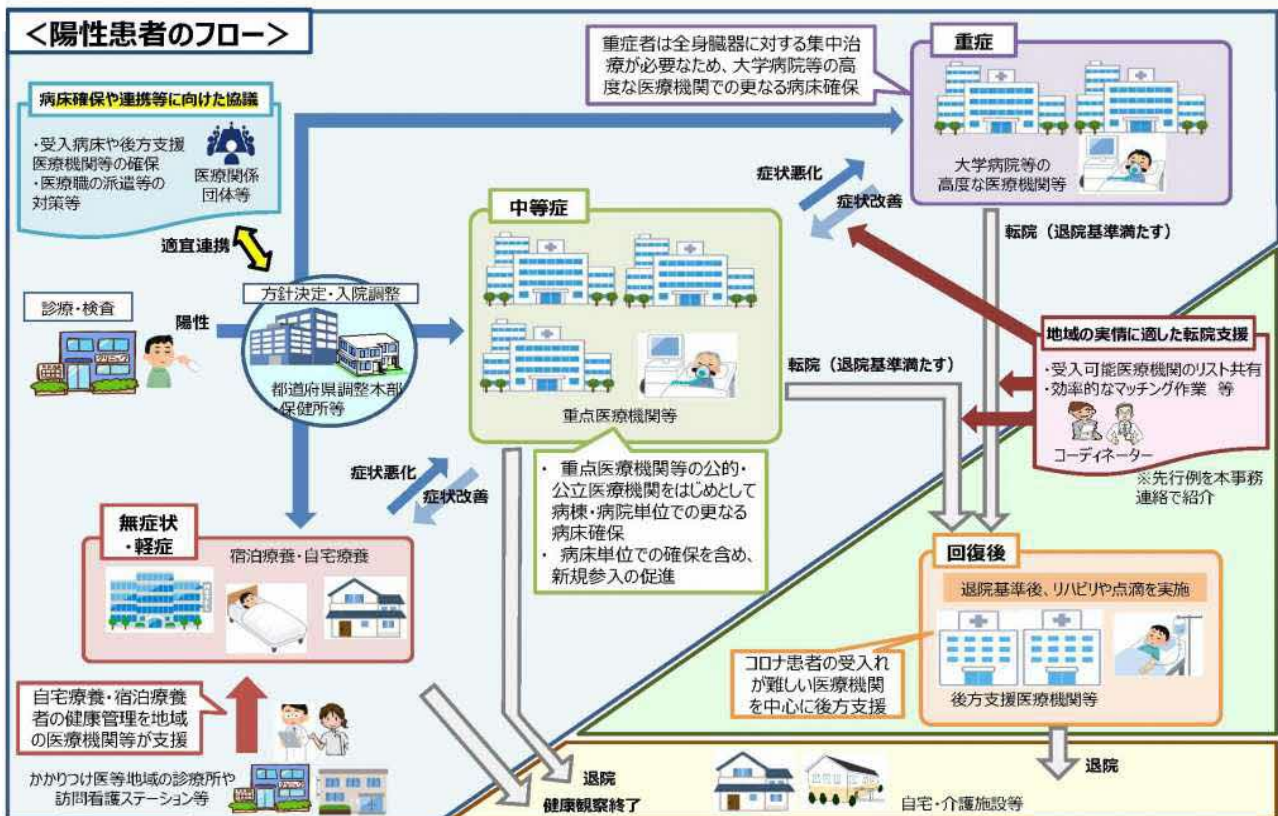 ＜陽性患者のフロー＞
病床確保や連携等に向けた協議
・受入病床や後方支援
医療機関等の確保
・医療職の派遣等の
対策等
医療関係
団体等
適宜連携
診療・検査
陽性
方針決定・入院調整
都道府県調整本部
・保健所等
重症者は全身臓器に対する集中治
療が必要なため、大学病院等の高
度な医療機関での更なる病床確保
重症
大学病院等の
高度な医療機関等
症状悪化
症状改善
中等症
重点医療機関等
転院（退院基準満たす）
転院（退院基準満たす）
地域の実情に適した転院支援
・受入可能医療機関のリスト共有
・効率的なマッチング作業 等
コーディネーター
※先行例を本事務
連絡で紹介
症状悪化
症状改善
・ 重点医療機関等の公的・
公立医療機関をはじめとして
病棟・病院単位での更なる
病床確保
・ 病床単位での確保を含め、
新規参入の促進
無症状
・軽症
宿泊療養・自宅療養
回復後
退院基準後、リハビリや点滴を実施
後方支援医療機関等
コロナ患者の受入れ
が難しい医療機関
を中心に後方支援
自宅療養・宿泊療養
者の健康管理を地域
の医療機関等が支援
かかりつけ医等地域の診療所や
訪問看護ステーション等
退院
健康観察終了
自宅・介護施設等
退院